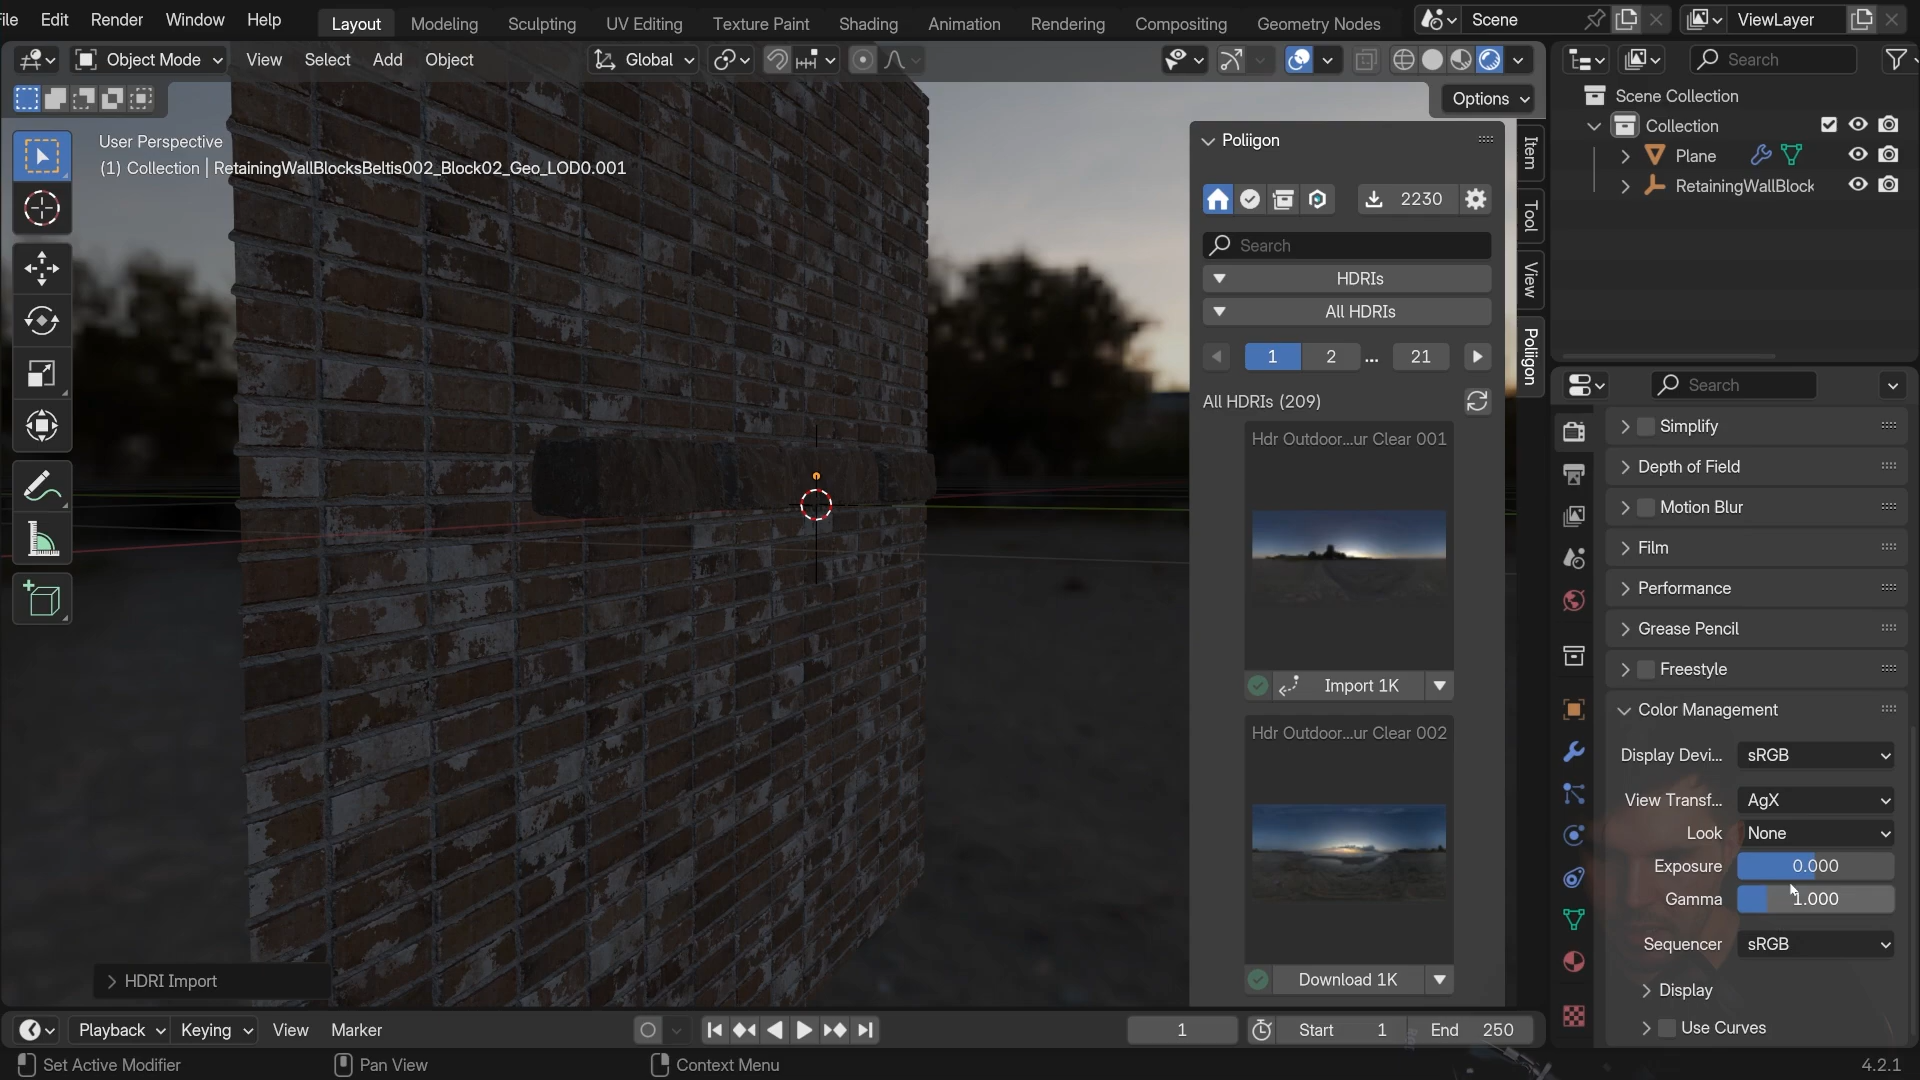 ile Edit Render Window Help
Layout Modeling Sculpting UV Editing Texture Paint Shading Animation Rendering Compositing Geometry Nodes
Scene
ViewLayer
Object Mode View Select Add Object
Global
Search
Options
User Perspective
(1) Collection | RetainingWallBlocksBeltis002_Block02_Geo_LOD0.001
Scene Collection
Collection
Plane
RetainingWallBlock
Poliigon
2230
Search
HDRIs
All HDRIs
1 2 ... 21
All HDRIs (209)
Hdr Outdoor...ur Clear 001
Import 1K
Hdr Outdoor...ur Clear 002
Download 1K
Item
Tool
View
Poliigon
Search
Simplify
Depth of Field
Motion Blur
Film
Performance
Grease Pencil
Freestyle
Color Management
Display Devi... sRGB
View Transf... AgX
Look None
Exposure 0.000
Gamma 1.000
Sequencer sRGB
Display
Use Curves
HDRI Import
Playback Keying View Marker
1
Start 1 End 250
Set Active Modifier
Pan View
Context Menu
4.2.1